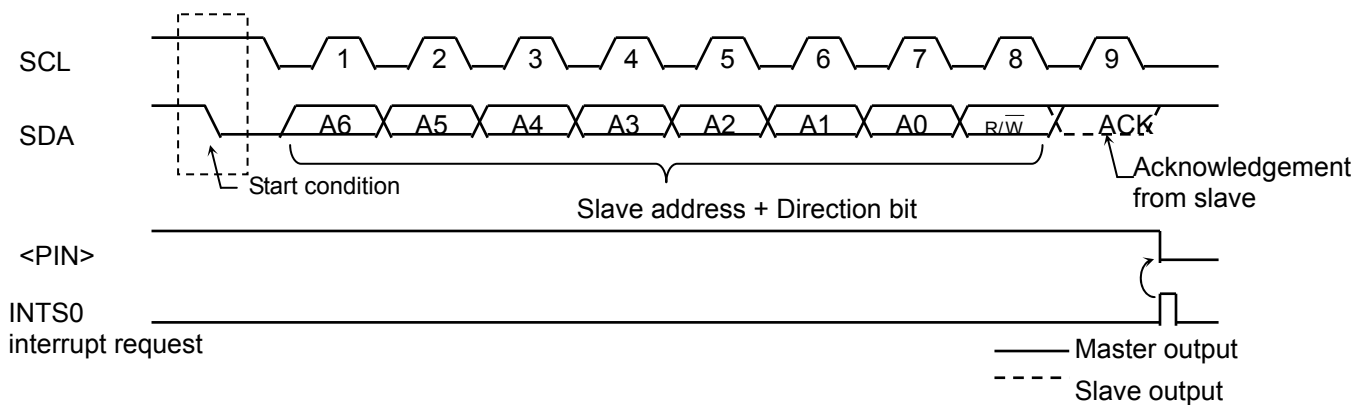 SCL 1 2 3 4 5 6 7 8 9
SDA A6 A5 A4 A3 A2 A1 A0 R/W̅ ACK
Start condition
Acknowledgement
from slave
Slave address + Direction bit
<PIN>
INTS0
interrupt request
Master output
Slave output